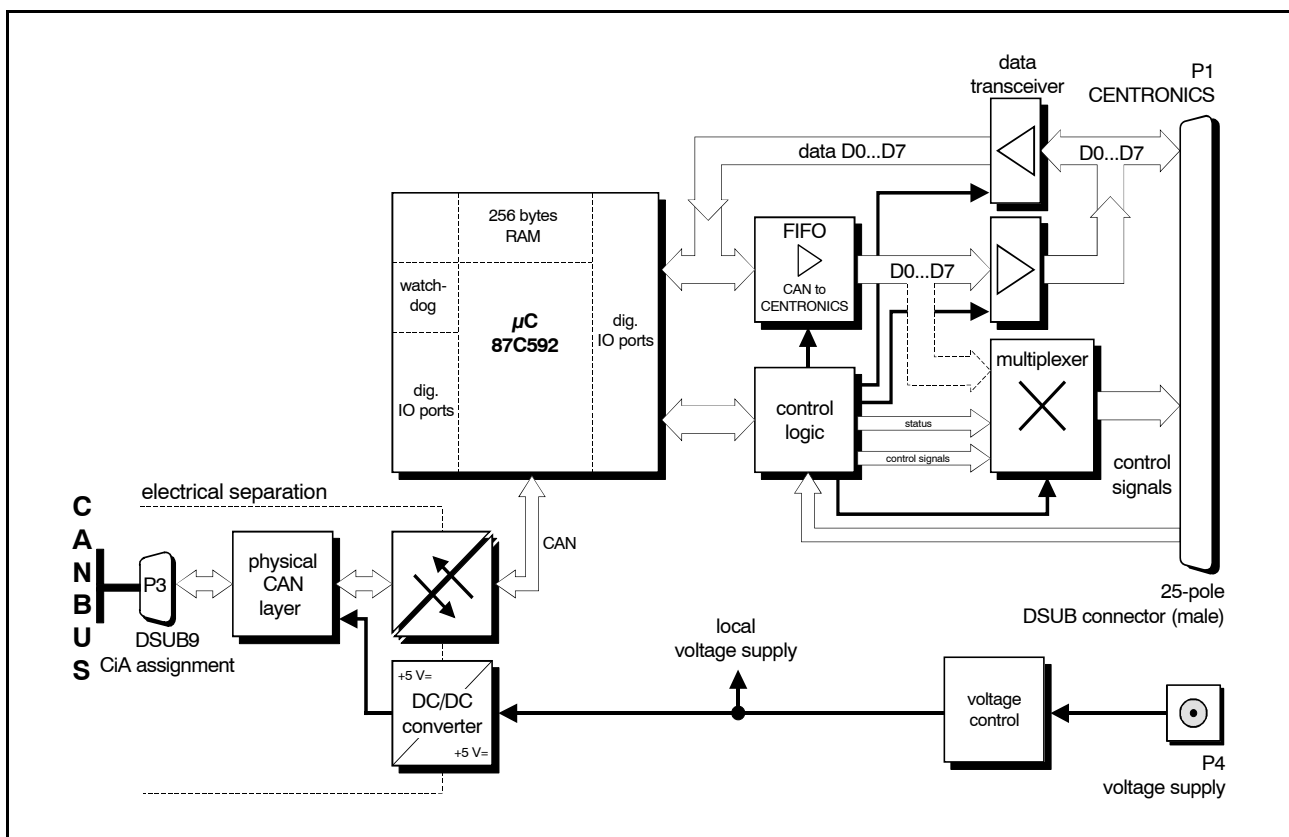 data
transceiver
P1
CENTRONICS
data D0...D7
D0...D7
256 bytes
RAM
FIFO
CAN to
CENTRONICS
D0...D7
watch-
dog
µC
87C592
dig.
IO ports
dig.
IO ports
multiplexer
control
logic
status
control signals
control
signals
electrical separation
CAN
CANBUS
P3
physical
CAN
layer
DSUB9
CiA assignment
25-pole
DSUB connector (male)
local
voltage supply
+5 V=
DC/DC
converter
+5 V=
voltage
control
P4
voltage supply